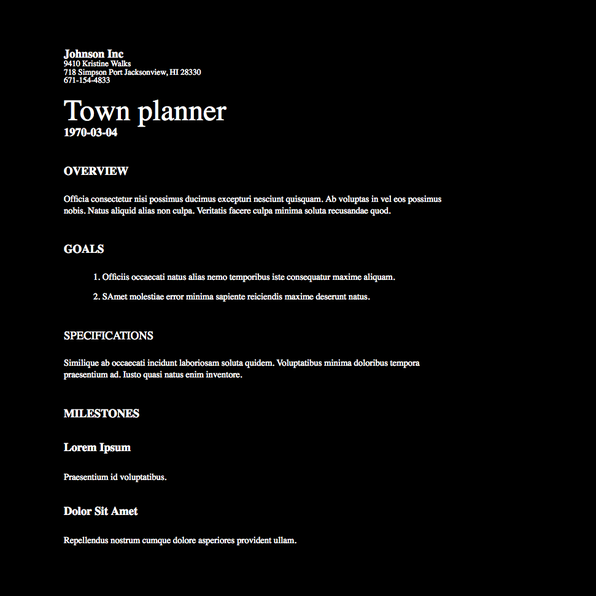 Johnson Inc
9410 Kristine Walks
718 Simpson Port Jacksonview, HI 28330
671-154-4833
Town planner
1970-03-04
OVERVIEW
Officia consectetur nisi possimus ducimus excepturi nesciunt quisquam. Ab voluptas in vel eos possimus
nobis. Natus aliquid alias non culpa. Veritatis facere culpa minima soluta recusandae quod.
GOALS
1. Officiis occaecati natus alias nemo temporibus iste consequatur maxime aliquam.
2. SAmet molestiae error minima sapiente reiciendis maxime deserunt natus.
SPECIFICATIONS
Similique ab occaecati incidunt laboriosam soluta quidem. Voluptatibus minima doloribus tempora
praesentium ad. Iusto quasi natus enim inventore.
MILESTONES
Lorem Ipsum
Praesentium id voluptatibus.
Dolor Sit Amet
Repellendus nostrum cumque dolore asperiores provident ullam.